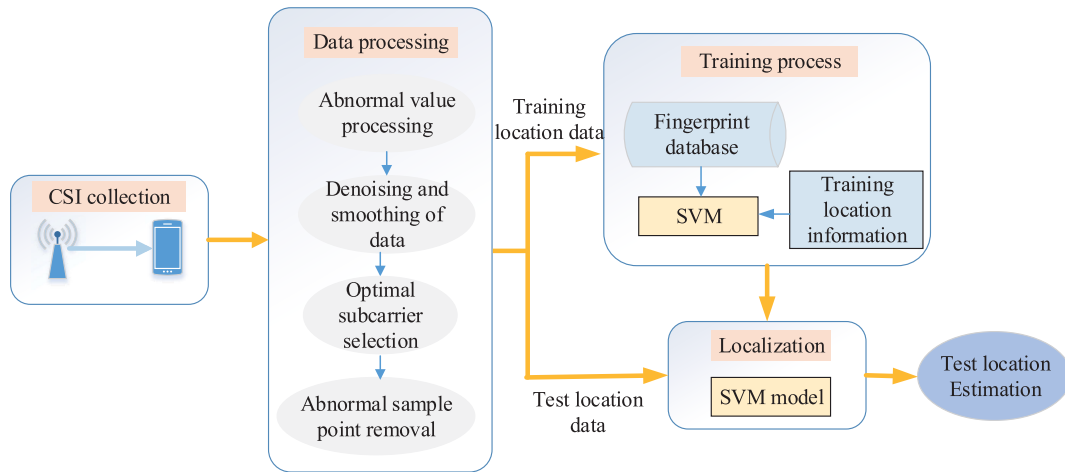 CSI collection
Data processing
Abnormal value
processing
Denoising and
smoothing of
data
Optimal
subcarrier
selection
Abnormal sample
point removal
Training
location data
Test location
data
Training process
Fingerprint
database
SVM
Training
location
information
Localization
SVM model
Test location
Estimation